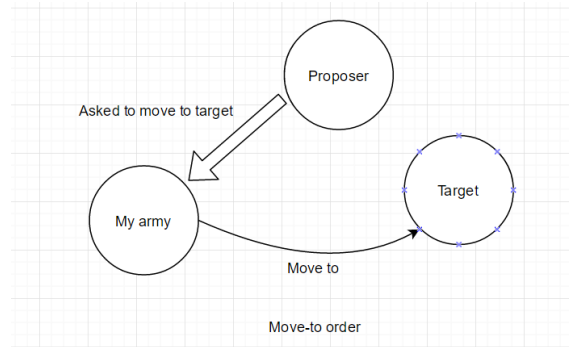 Proposer
Asked to move to target
Target
My army
Move to
Move-to order